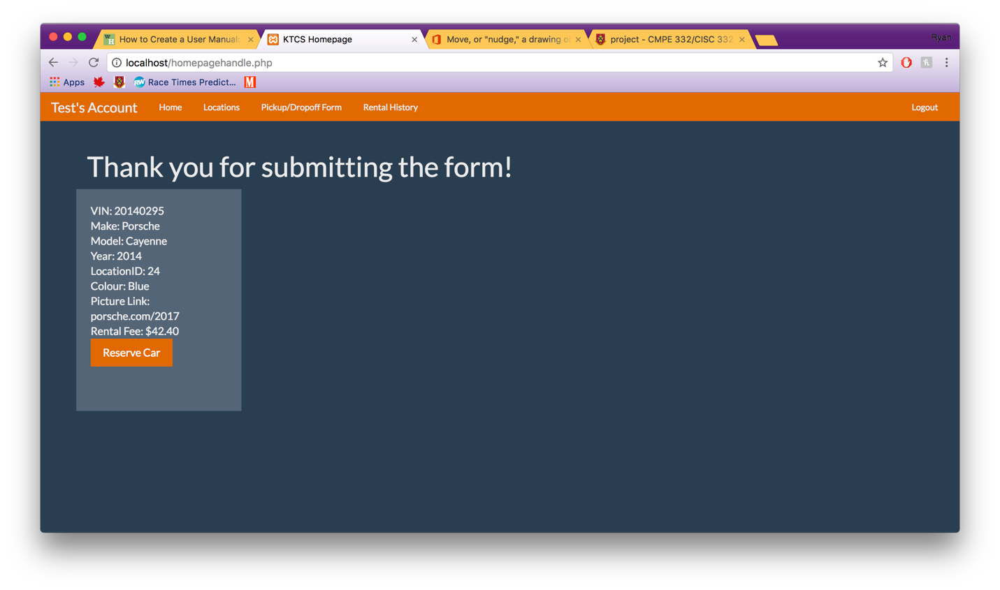 How to Create a User Manual:
KTCS Homepage
Move, or "nudge," a drawing ob
project - CMPE 332/CISC 332
Ryan
localhost/homepagehandle.php
Apps
RW
Race Times Predict...
M
Test's Account
Home
Locations
Pickup/Dropoff Form
Rental History
Logout
Thank you for submitting the form!
VIN: 20140295
Make: Porsche
Model: Cayenne
Year: 2014
LocationID: 24
Colour: Blue
Picture Link:
porsche.com/2017
Rental Fee: $42.40
Reserve Car